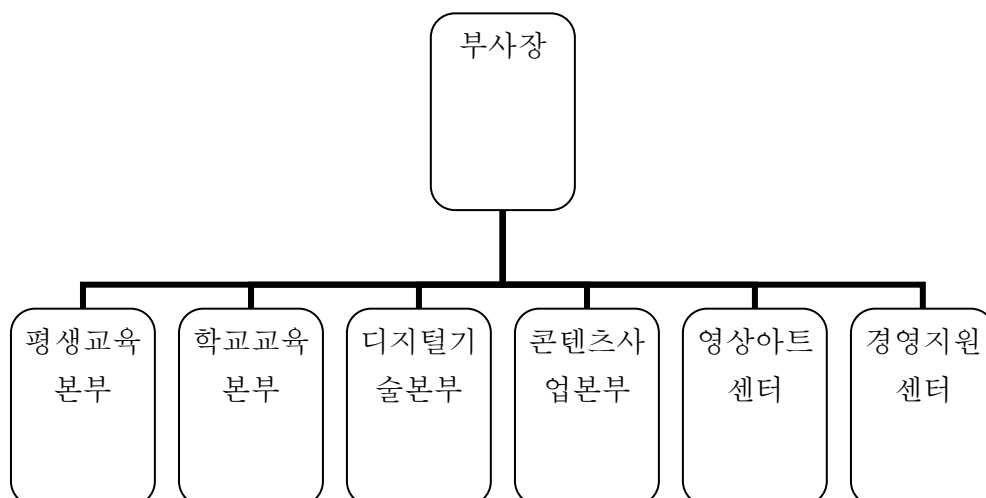 부사장
평생교육
본부
학교교육
본부
디지털기
술본부
콘텐츠사
업본부
영상아트
센터
경영지원
센터